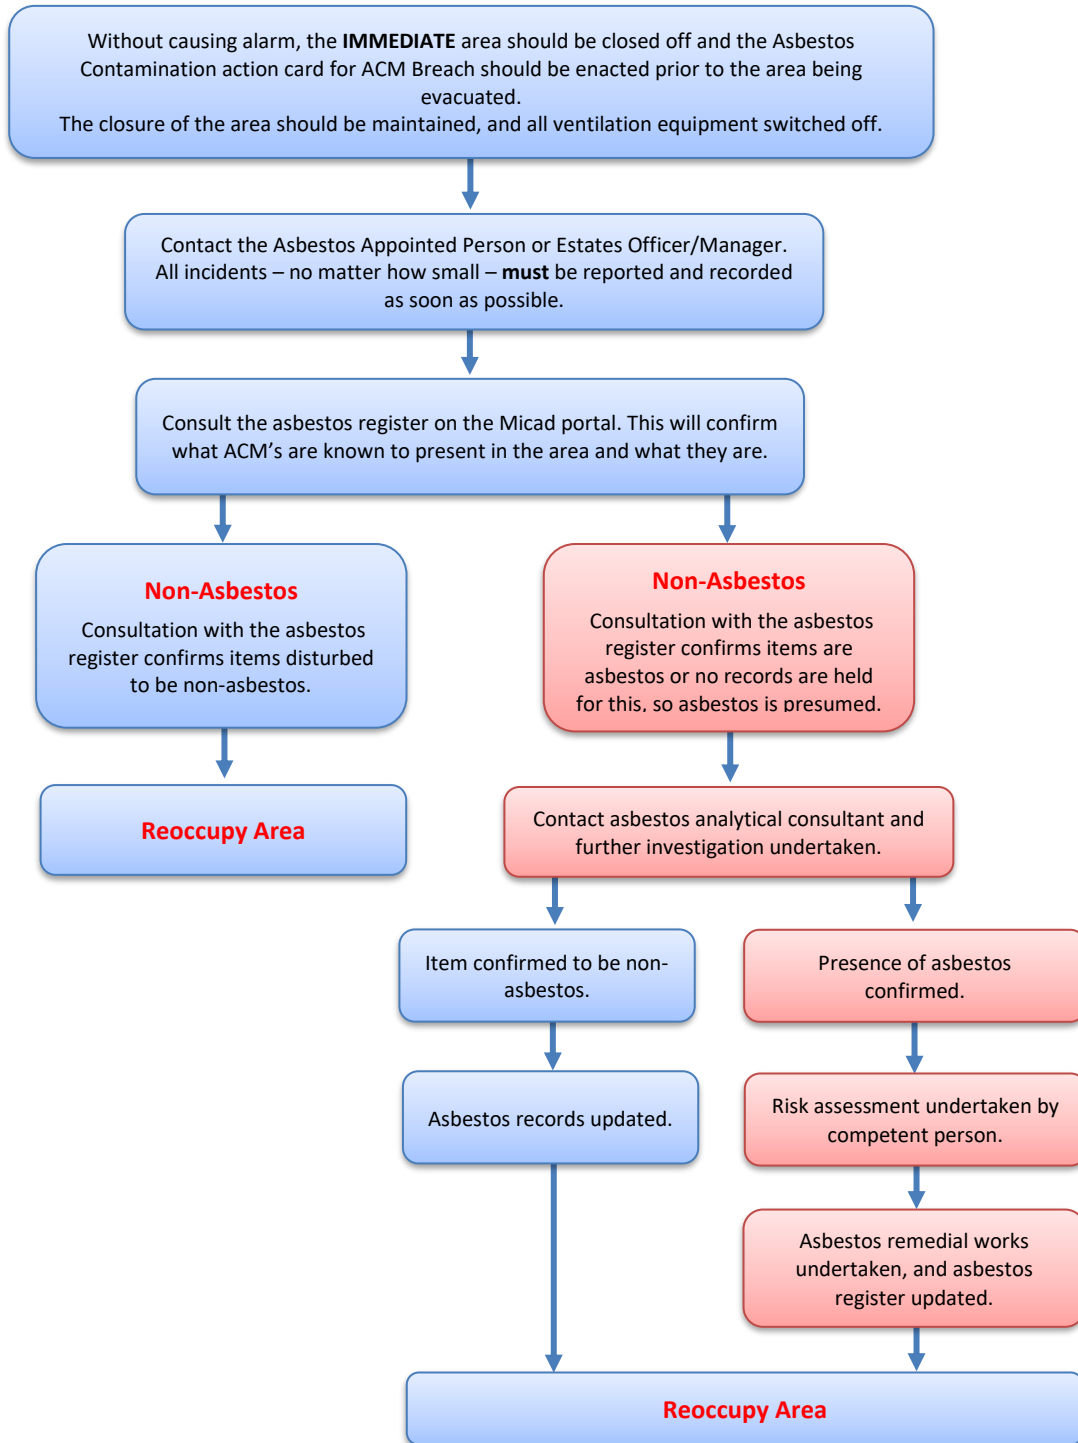 Without causing alarm, the IMMEDIATE area should be closed off and the Asbestos
Contamination action card for ACM Breach should be enacted prior to the area being
evacuated.
The closure of the area should be maintained, and all ventilation equipment switched off.
Contact the Asbestos Appointed Person or Estates Officer/Manager.
All incidents – no matter how small – must be reported and recorded
as soon as possible.
Consult the asbestos register on the Micad portal. This will confirm
what ACM’s are known to present in the area and what they are.
Non-Asbestos
Consultation with the asbestos
register confirms items disturbed
to be non-asbestos.
Non-Asbestos
Consultation with the asbestos
register confirms items are
asbestos or no records are held
for this, so asbestos is presumed.
Reoccupy Area
Contact asbestos analytical consultant and
further investigation undertaken.
Item confirmed to be non-
asbestos.
Presence of asbestos
confirmed.
Asbestos records updated.
Risk assessment undertaken by
competent person.
Asbestos remedial works
undertaken, and asbestos
register updated.
Reoccupy Area